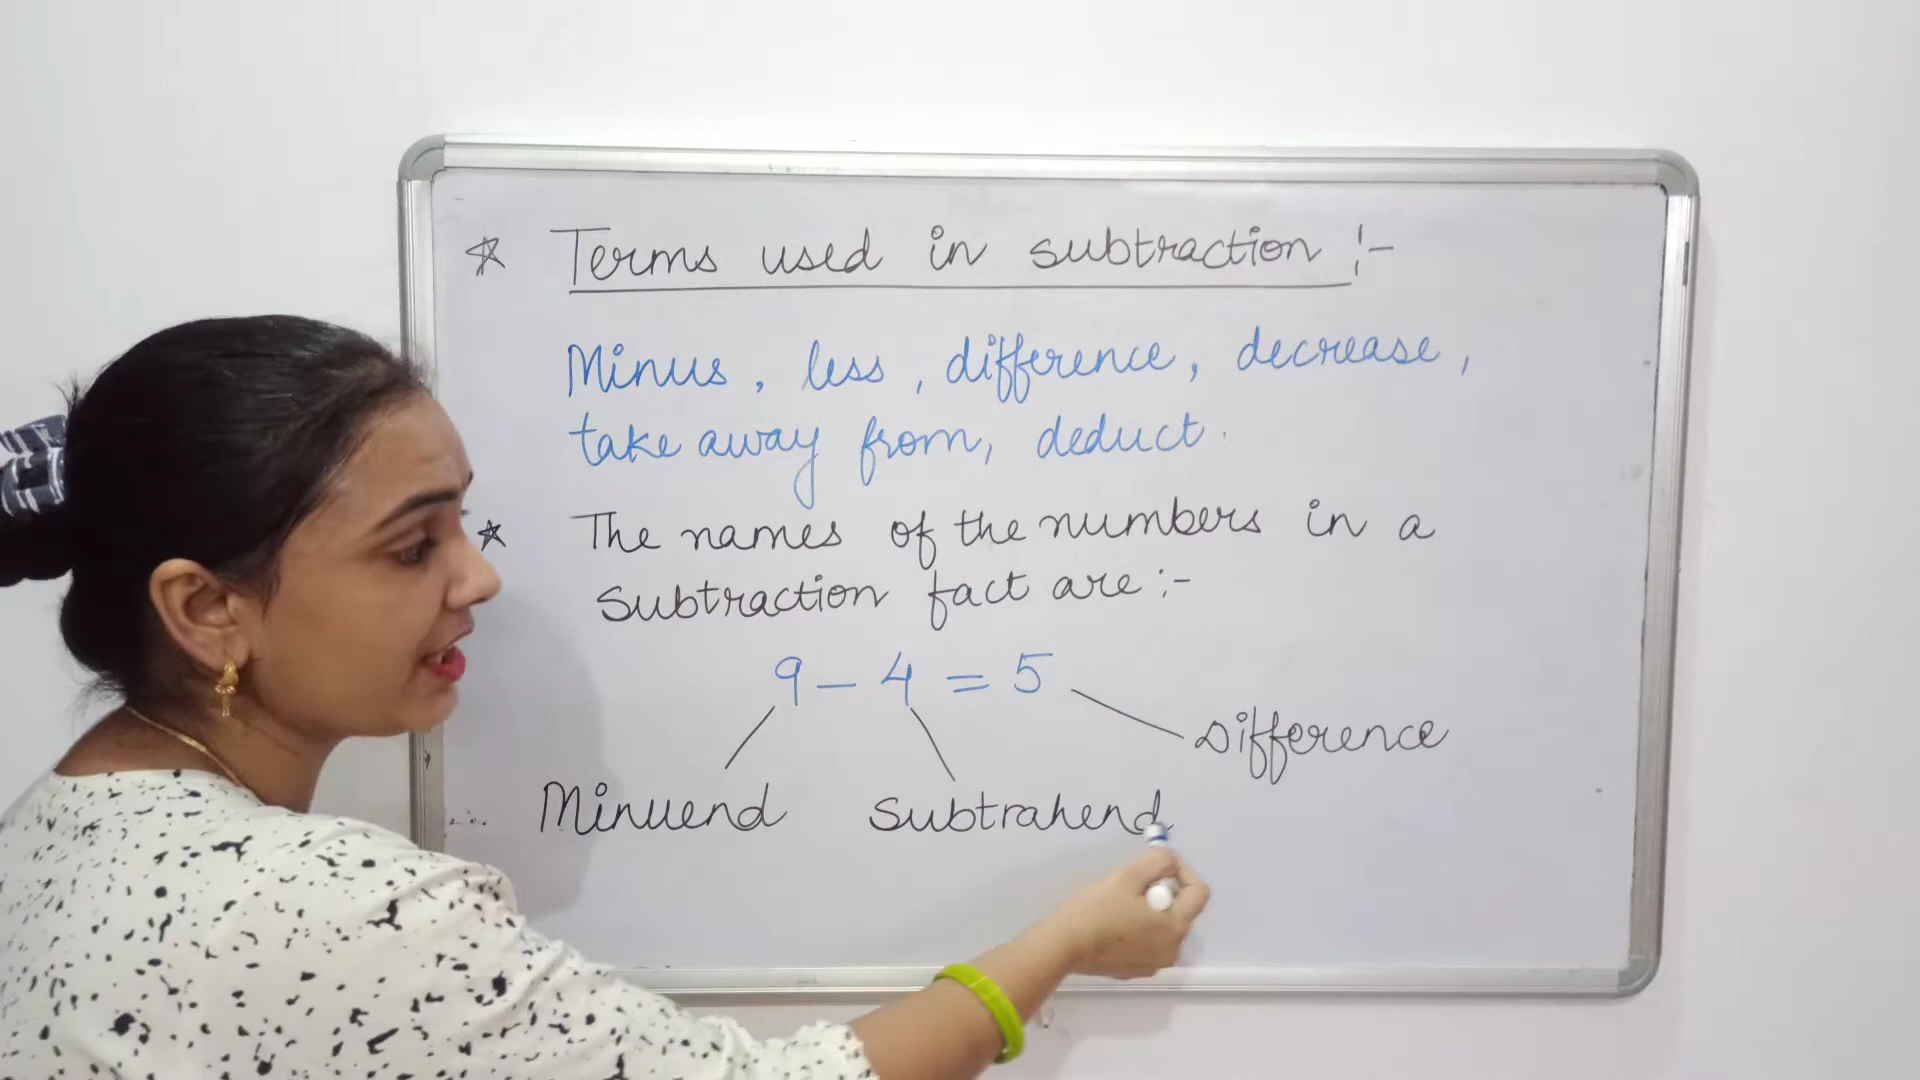 ☆ Terms used in subtraction :-
Minus, less, difference, decrease,
take away from, deduct.
☆ The names of the numbers in a
subtraction fact are :-
9 - 4 = 5
Difference
Minuend Subtrahend